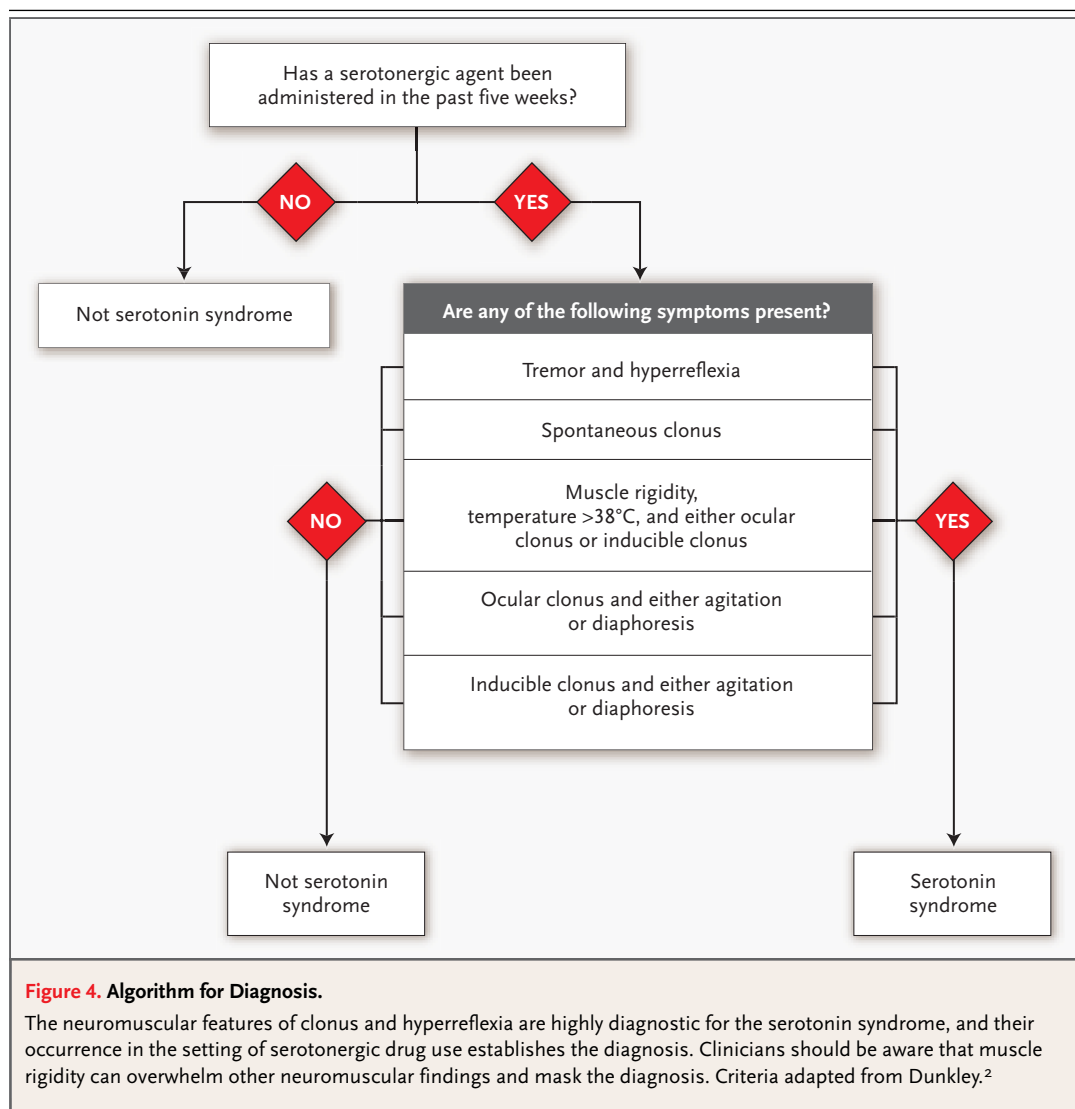 Has a serotonergic agent been
administered in the past five weeks?
NO
YES
Not serotonin syndrome
Are any of the following symptoms present?
Tremor and hyperreflexia
Spontaneous clonus
Muscle rigidity,
temperature >38°C, and either ocular
clonus or inducible clonus
NO
YES
Ocular clonus and either agitation
or diaphoresis
Inducible clonus and either agitation
or diaphoresis
Not serotonin
syndrome
Serotonin
syndrome
Figure 4. Algorithm for Diagnosis.
The neuromuscular features of clonus and hyperreflexia are highly diagnostic for the serotonin syndrome, and their
occurrence in the setting of serotonergic drug use establishes the diagnosis. Clinicians should be aware that muscle
rigidity can overwhelm other neuromuscular findings and mask the diagnosis. Criteria adapted from Dunkley.²